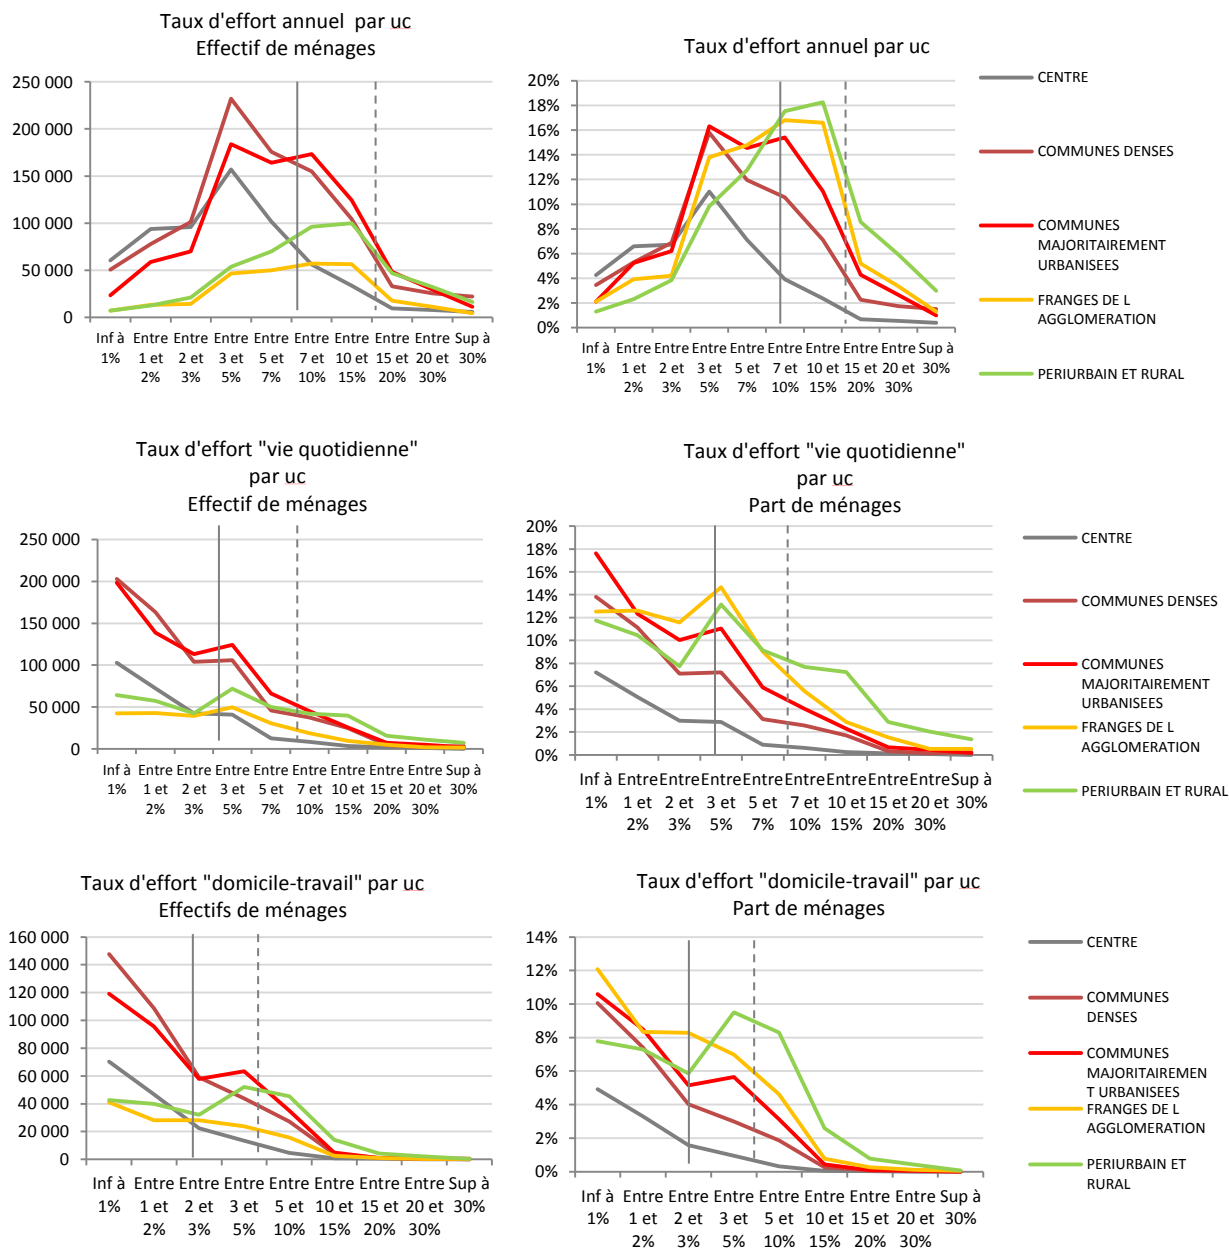 Taux d'effort annuel par uc
Effectif de ménages
250 000
200 000
150 000
100 000
50 000
0
Inf à Entre Entre Entre Entre Entre Entre Entre Entre Sup à
1% 1 et 2 et 3 et 5 et 7 et 10 et 15 et 20 et 30%
2% 3% 5% 7% 10% 15% 20% 30%
Taux d'effort annuel par uc
20%
18%
16%
14%
12%
10%
8%
6%
4%
2%
0%
Inf à Entre Entre Entre Entre Entre Entre Entre Entre Sup à
1% 1 et 2 et 3 et 5 et 7 et 10 et 15 et 20 et 30%
2% 3% 5% 7% 10% 15% 20% 30%
CENTRE
COMMUNES DENSES
COMMUNES
MAJORITAIREMENT
URBANISEES
FRANGES DE L
AGGLOMERATION
PERIURBAIN ET RURAL
Taux d'effort "vie quotidienne"
par uc
Effectif de ménages
250 000
200 000
150 000
100 000
50 000
0
Inf à Entre Entre Entre Entre Entre Entre Entre Entre Sup à
1% 1 et 2 et 3 et 5 et 7 et 10 et 15 et 20 et 30%
2% 3% 5% 7% 10% 15% 20% 30%
Taux d'effort "vie quotidienne"
par uc
Part de ménages
20%
18%
16%
14%
12%
10%
8%
6%
4%
2%
0%
Inf à Entre Entre Entre Entre Entre Entre Entre Entre Sup à
1% 1 et 2 et 3 et 5 et 7 et 10 et 15 et 20 et 30%
2% 3% 5% 7% 10% 15% 20% 30%
CENTRE
COMMUNES DENSES
COMMUNES
MAJORITAIREMENT
URBANISEES
FRANGES DE L
AGGLOMERATION
PERIURBAIN ET RURAL
Taux d'effort "domicile-travail" par uc
Effectifs de ménages
160 000
140 000
120 000
100 000
80 000
60 000
40 000
20 000
0
Inf à Entre Entre Entre Entre Entre Entre Entre Sup à
1% 1 et 2 et 3 et 5 et 10 et 15 et 20 et 30%
2% 3% 5% 10% 15% 20% 30%
Taux d'effort "domicile-travail" par uc
Part de ménages
14%
12%
10%
8%
6%
4%
2%
0%
Inf à Entre Entre Entre Entre Entre Entre Entre Sup à
1% 1 et 2 et 3 et 5 et 10 et 15 et 20 et 30%
2% 3% 5% 10% 15% 20% 30%
CENTRE
COMMUNES
DENSES
COMMUNES
MAJORITAIREMEN
T URBANISEES
FRANGES DE L
AGGLOMERATION
PERIURBAIN ET
RURAL